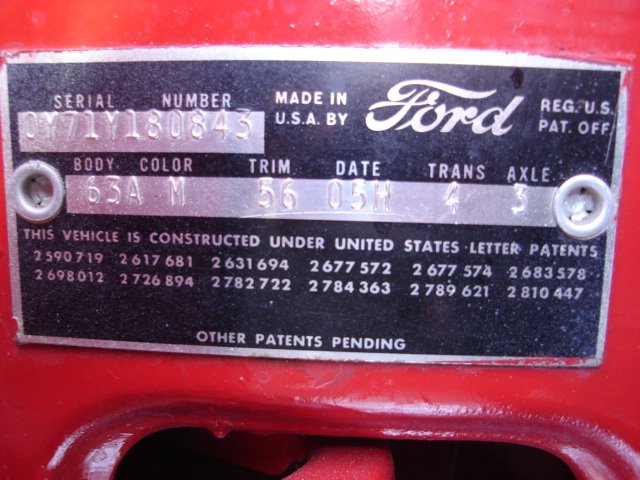 SERIAL NUMBER
0Y71Y180843
MADE IN
U.S.A. BY
Ford
REG. U.S.
PAT. OFF
BODY COLOR TRIM DATE TRANS AXLE
63A M 56 05H 4 3
THIS VEHICLE IS CONSTRUCTED UNDER UNITED STATES LETTER PATENTS
2590719 2617681 2631694 2677572 2677574 2683578
2698012 2726894 2782722 2784363 2789621 2810447
OTHER PATENTS PENDING